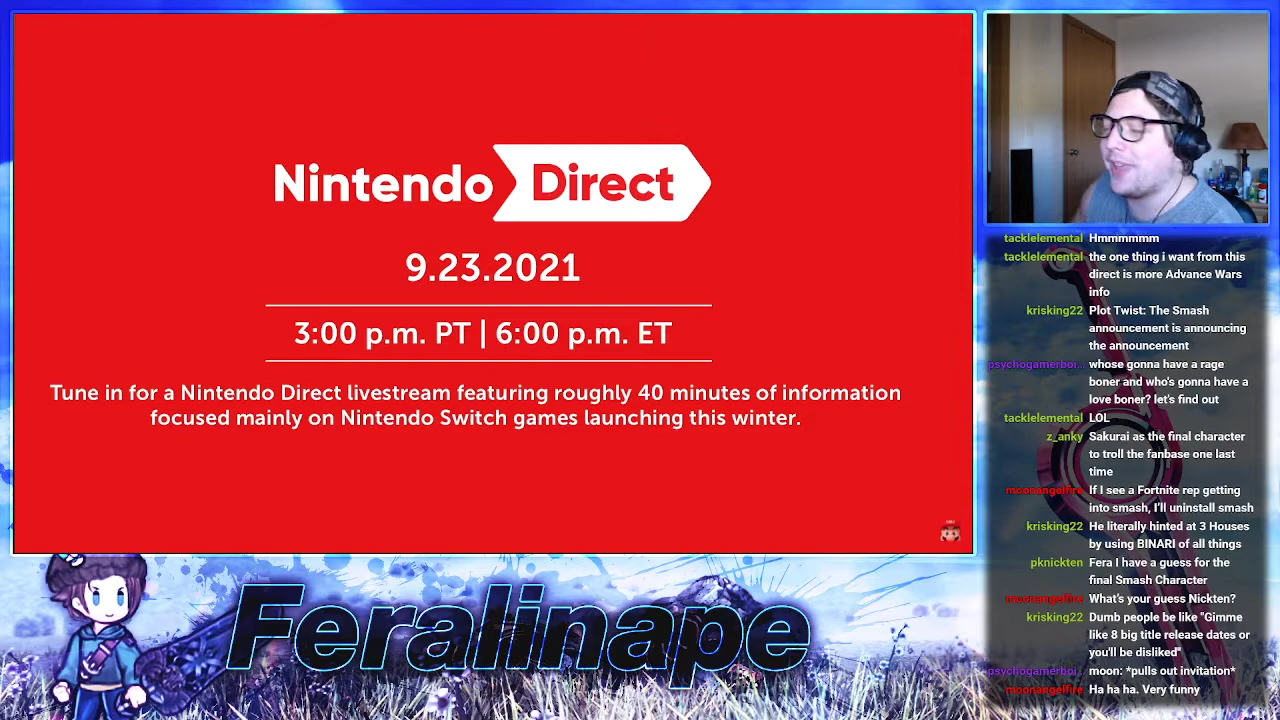 Nintendo Direct
9.23.2021
3:00 p.m. PT | 6:00 p.m. ET
Tune in for a Nintendo Direct livestream featuring roughly 40 minutes of information
focused mainly on Nintendo Switch games launching this winter.
Feralinape
tacklelemental Hmmmmmm
tacklelemental the one thing i want from this
direct is more Advance Wars
info
krisking22 Plot Twist: The Smash
announcement is announcing
the announcement
psychogamerboi... whose gonna have a rage
boner and who's gonna have a
love boner? let's find out
tacklelemental LOL
z_anky Sakurai as the final character
to troll the fanbase one last
time
moonangelfire If I see a Fortnite rep getting
into smash, I'll uninstall smash
krisking22 He literally hinted at 3 Houses
by using BINARI of all things
pknickten Fera I have a guess for the
final Smash Character
moonangelfire What's your guess Nickten?
krisking22 Dumb people be like "Gimme
like 8 big title release dates or
you'll be disliked"
psychogamerboi... moon: *pulls out invitation*
moonangelfire Ha ha ha. Very funny